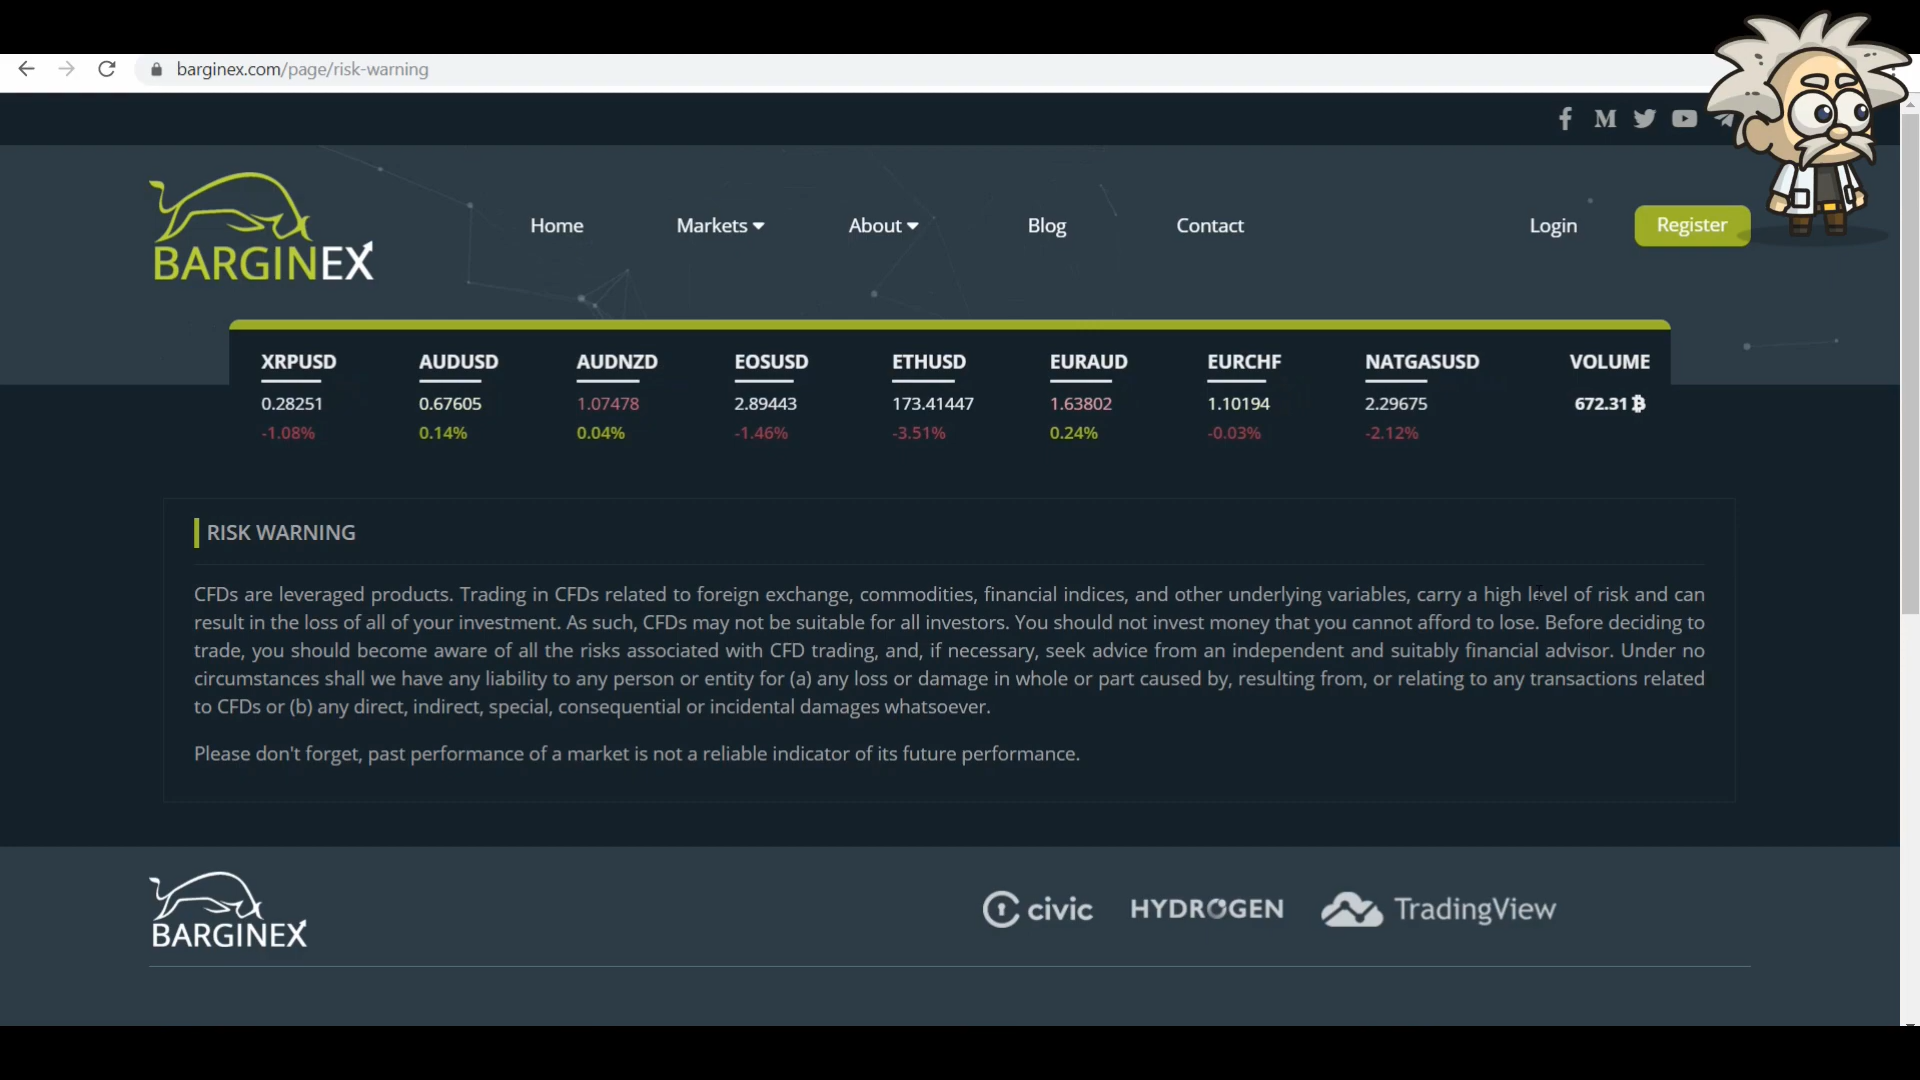 barginex.com/page/risk-warning
BARGINEX
Home
Markets
About
Blog
Contact
Login
Register
XRPUSD AUDUSD AUDNZD EOSUSD ETHUSD EURAUD EURCHF NATGASUSD VOLUME
0.28251 0.67605 1.07478 2.89443 173.41447 1.63802 1.10194 2.29675 672.31
-1.08% 0.14% 0.04% -1.46% -3.51% 0.24% -0.03% -2.12%
RISK WARNING
CFDs are leveraged products. Trading in CFDs related to foreign exchange, commodities, financial indices, and other underlying variables, carry a high level of risk and can
result in the loss of all of your investment. As such, CFDs may not be suitable for all investors. You should not invest money that you cannot afford to lose. Before deciding to
trade, you should become aware of all the risks associated with CFD trading, and, if necessary, seek advice from an independent and suitably financial advisor. Under no
circumstances shall we have any liability to any person or entity for (a) any loss or damage in whole or part caused by, resulting from, or relating to any transactions related
to CFDs or (b) any direct, indirect, special, consequential or incidental damages whatsoever.
Please don't forget, past performance of a market is not a reliable indicator of its future performance.
BARGINEX
civic
HYDROGEN
TradingView